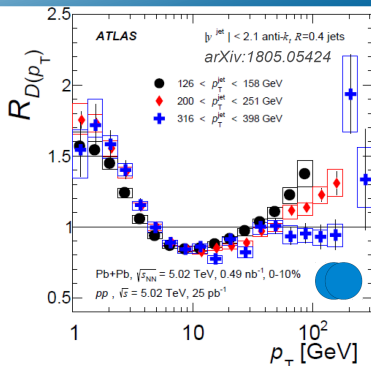 ATLAS |y^jet| < 2.1 anti-k_t R=0.4 jets
arXiv:1805.05424
126 < p_T^jet < 158 GeV
200 < p_T^jet < 251 GeV
316 < p_T^jet < 398 GeV
R_D(p_T)
2.5
2
1.5
1
0.5
Pb+Pb, √s_NN = 5.02 TeV, 0.49 nb⁻¹, 0-10%
pp, √s = 5.02 TeV, 25 pb⁻¹
1 10 10²
p_T [GeV]